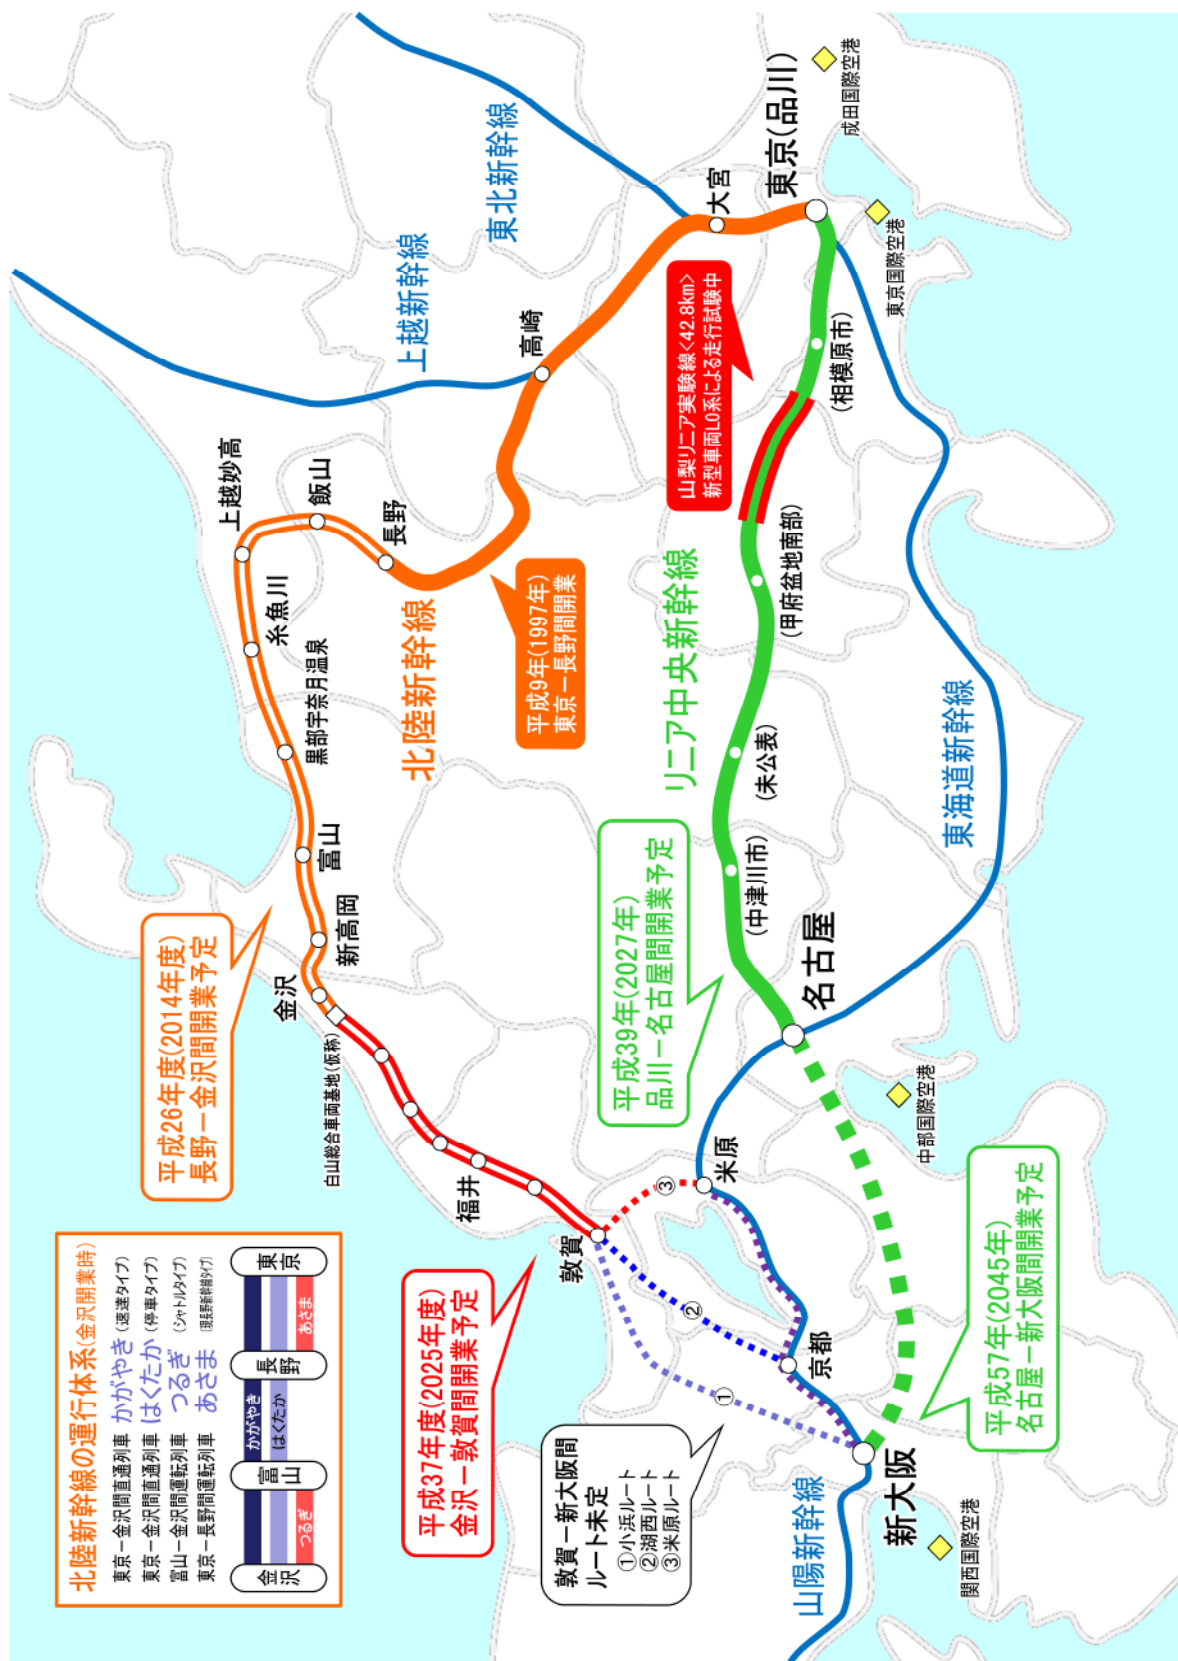 北陸新幹線の運行体系(金沢開業時)
東京ー金沢間直通列車 かがやき (速達タイプ)
東京ー金沢間直通列車 はくたか (停車タイプ)
富山ー金沢間運転列車 つるぎ (シャトルタイプ)
東京ー長野間運転列車 あさま (現長野新幹線タイプ)
金沢
富山
長野
東京
かがやき
はくたか
つるぎ
あさま
平成26年度(2014年度)
長野ー金沢間開業予定
上越妙高
飯山
長野
糸魚川
黒部宇奈月温泉
富山
新高岡
金沢
白山総合車両基地(仮称)
福井
敦賀
上越新幹線
東北新幹線
高崎
大宮
東京(品川)
成田国際空港
東京国際空港
北陸新幹線
平成9年(1997年)
東京ー長野間開業
山梨リニア実験線<42.8km>
新型車両L0系による走行試験中
リニア中央新幹線
(相模原市)
(甲府盆地南部)
(未公表)
(中津川市)
名古屋
平成39年(2027年)
品川ー名古屋間開業予定
東海道新幹線
中部国際空港
平成37年度(2025年度)
金沢ー敦賀間開業予定
敦賀ー新大阪間
ルート未定
①小浜ルート
②湖西ルート
③米原ルート
①
②
③
米原
京都
新大阪
山陽新幹線
関西国際空港
平成57年(2045年)
名古屋ー新大阪間開業予定